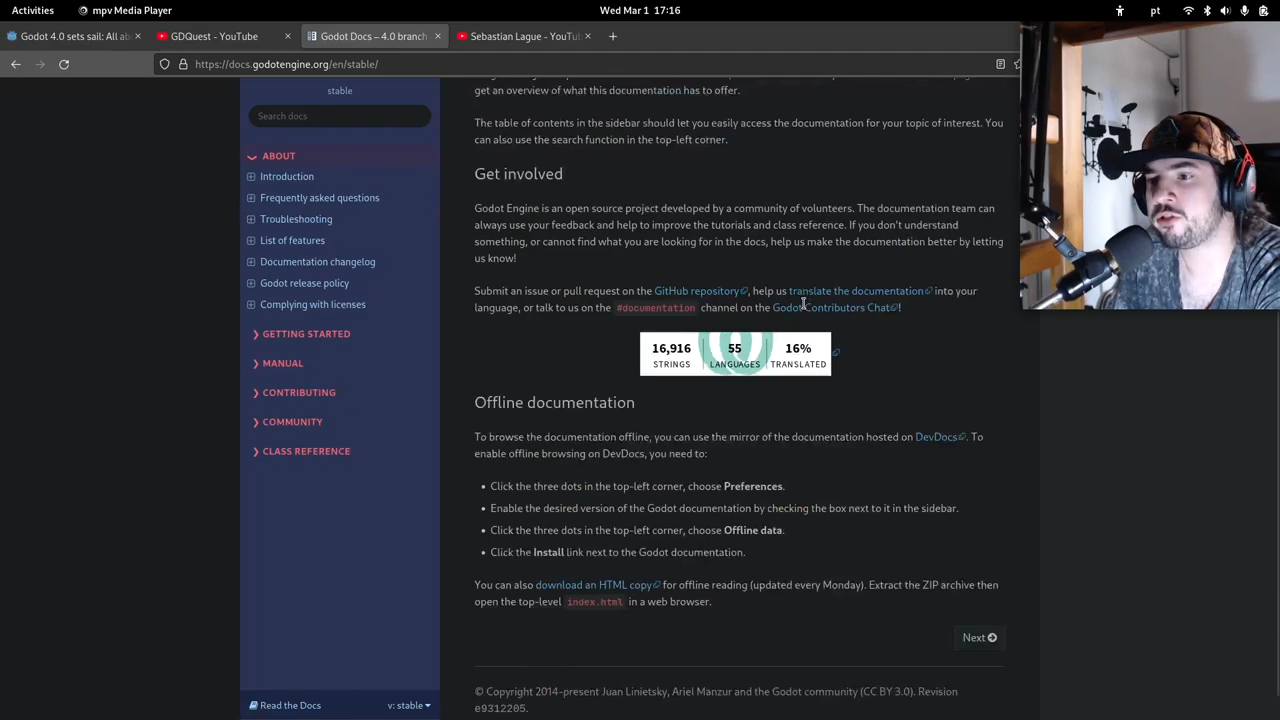 Activities
mpv Media Player
Wed Mar 1 17:16
pt
Godot 4.0 sets sail: All ab
GDQuest - YouTube
Godot Docs – 4.0 branch
Sebastian Lague - YouTu
https://docs.godotengine.org/en/stable/
stable
Search docs
ABOUT
Introduction
Frequently asked questions
Troubleshooting
List of features
Documentation changelog
Godot release policy
Complying with licenses
GETTING STARTED
MANUAL
CONTRIBUTING
COMMUNITY
CLASS REFERENCE
Read the Docs
v: stable
get an overview of what this documentation has to offer.
The table of contents in the sidebar should let you easily access the documentation for your topic of interest. You
can also use the search function in the top-left corner.
Get involved
Godot Engine is an open source project developed by a community of volunteers. The documentation team can
always use your feedback and help to improve the tutorials and class reference. If you don't understand
something, or cannot find what you are looking for in the docs, help us make the documentation better by letting
us know!
Submit an issue or pull request on the GitHub repository, help us translate the documentation into your
language, or talk to us on the #documentation channel on the Godot Contributors Chat!
16,916 55 16%
STRINGS LANGUAGES TRANSLATED
Offline documentation
To browse the documentation offline, you can use the mirror of the documentation hosted on DevDocs. To
enable offline browsing on DevDocs, you need to:
• Click the three dots in the top-left corner, choose Preferences.
• Enable the desired version of the Godot documentation by checking the box next to it in the sidebar.
• Click the three dots in the top-left corner, choose Offline data.
• Click the Install link next to the Godot documentation.
You can also download an HTML copy for offline reading (updated every Monday). Extract the ZIP archive then
open the top-level index.html in a web browser.
Next
© Copyright 2014-present Juan Linietsky, Ariel Manzur and the Godot community (CC BY 3.0). Revision
e9312205.